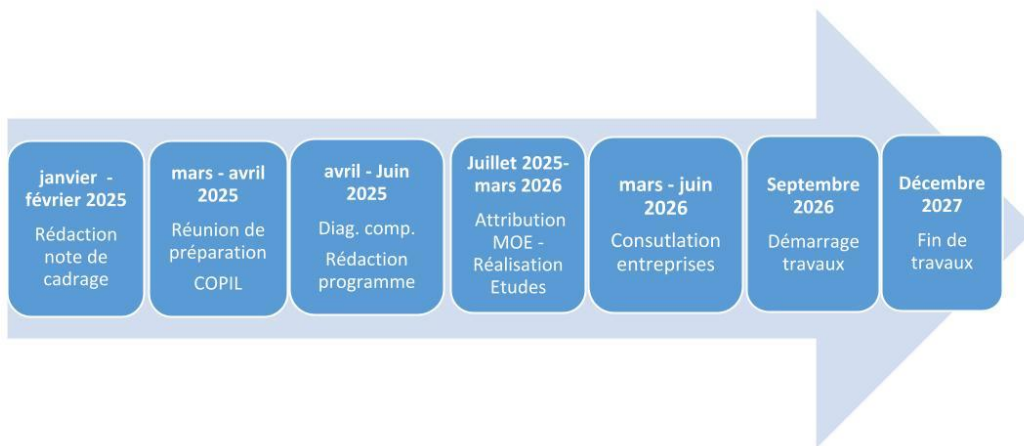 janvier -
février 2025
Rédaction
note de
cadrage
mars - avril
2025
Réunion de
préparation
COPIL
avril - Juin
2025
Diag. comp.
Rédaction
programme
Juillet 2025-
mars 2026
Attribution
MOE -
Réalisation
Etudes
mars - juin
2026
Consutlation
entreprises
Septembre
2026
Démarrage
travaux
Décembre
2027
Fin de
travaux